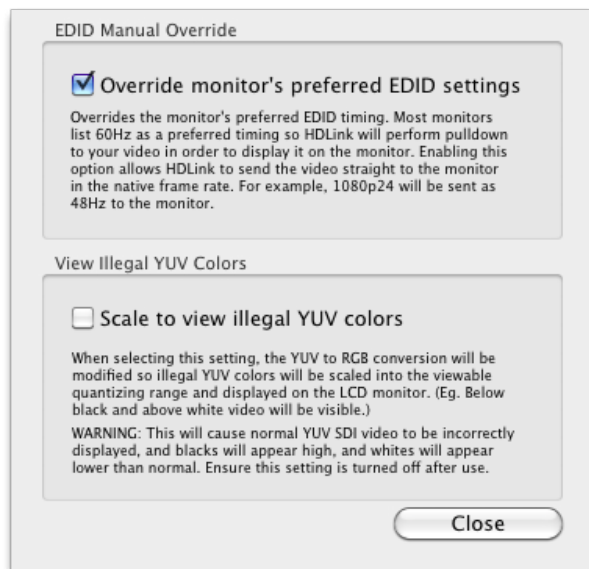 EDID Manual Override
Override monitor's preferred EDID settings
Overrides the monitor's preferred EDID timing. Most monitors
list 60Hz as a preferred timing so HDLink will perform pulldown
to your video in order to display it on the monitor. Enabling this
option allows HDLink to send the video straight to the monitor
in the native frame rate. For example, 1080p24 will be sent as
48Hz to the monitor.
View Illegal YUV Colors
Scale to view illegal YUV colors
When selecting this setting, the YUV to RGB conversion will be
modified so illegal YUV colors will be scaled into the viewable
quantizing range and displayed on the LCD monitor. (Eg. Below
black and above white video will be visible.)
WARNING: This will cause normal YUV SDI video to be incorrectly
displayed, and blacks will appear high, and whites will appear
lower than normal. Ensure this setting is turned off after use.
Close